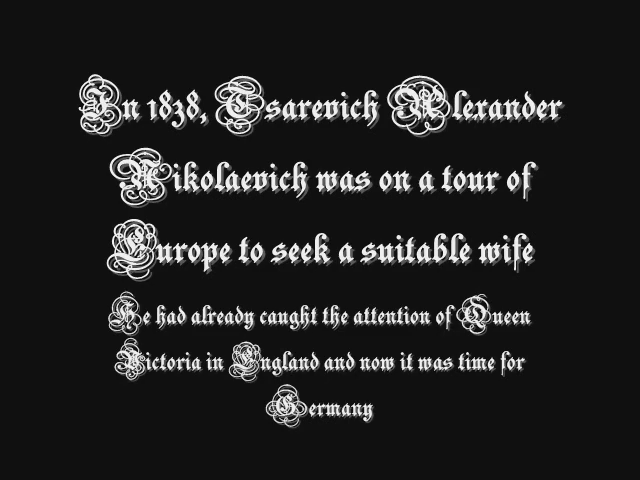 In 1838, Tsarevich Alexander
Nikolaevich was on a tour of
Europe to seek a suitable wife
He had already caught the attention of Queen
Victoria in England and now it was time for
Germany